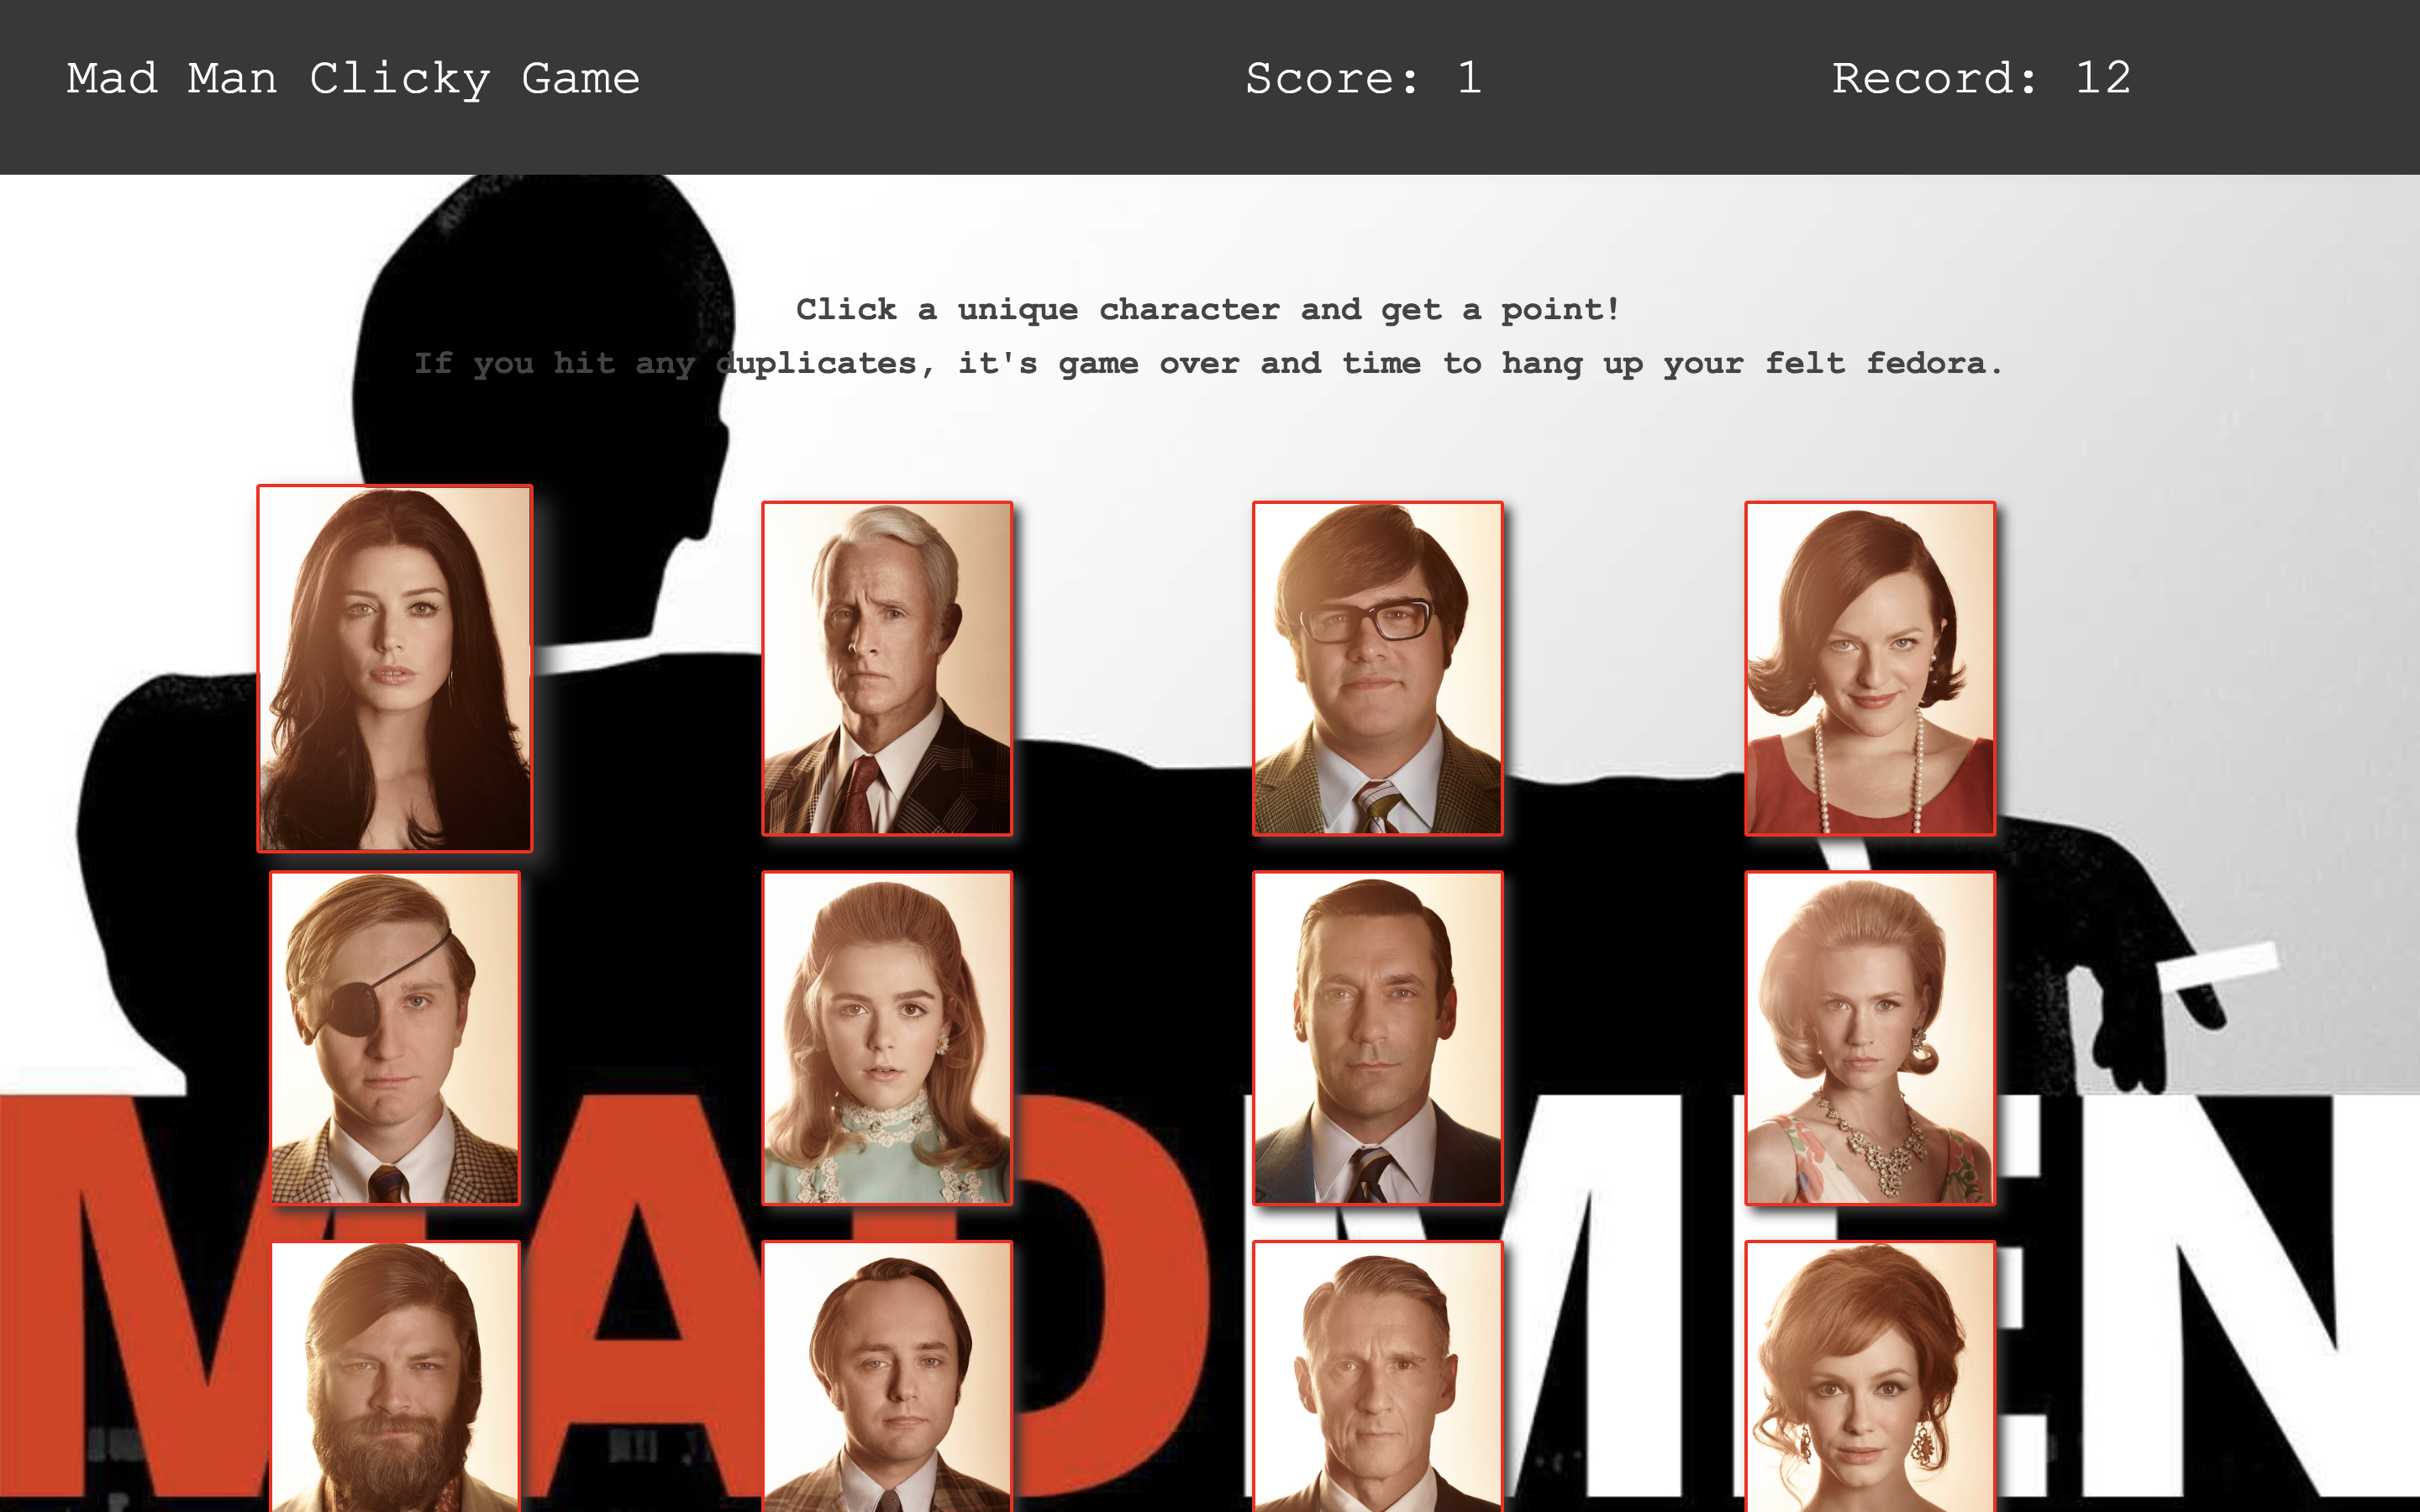 Mad Man Clicky Game
Score: 1
Record: 12
Click a unique character and get a point!
If you hit any duplicates, it's game over and time to hang up your felt fedora.
MAD MEN